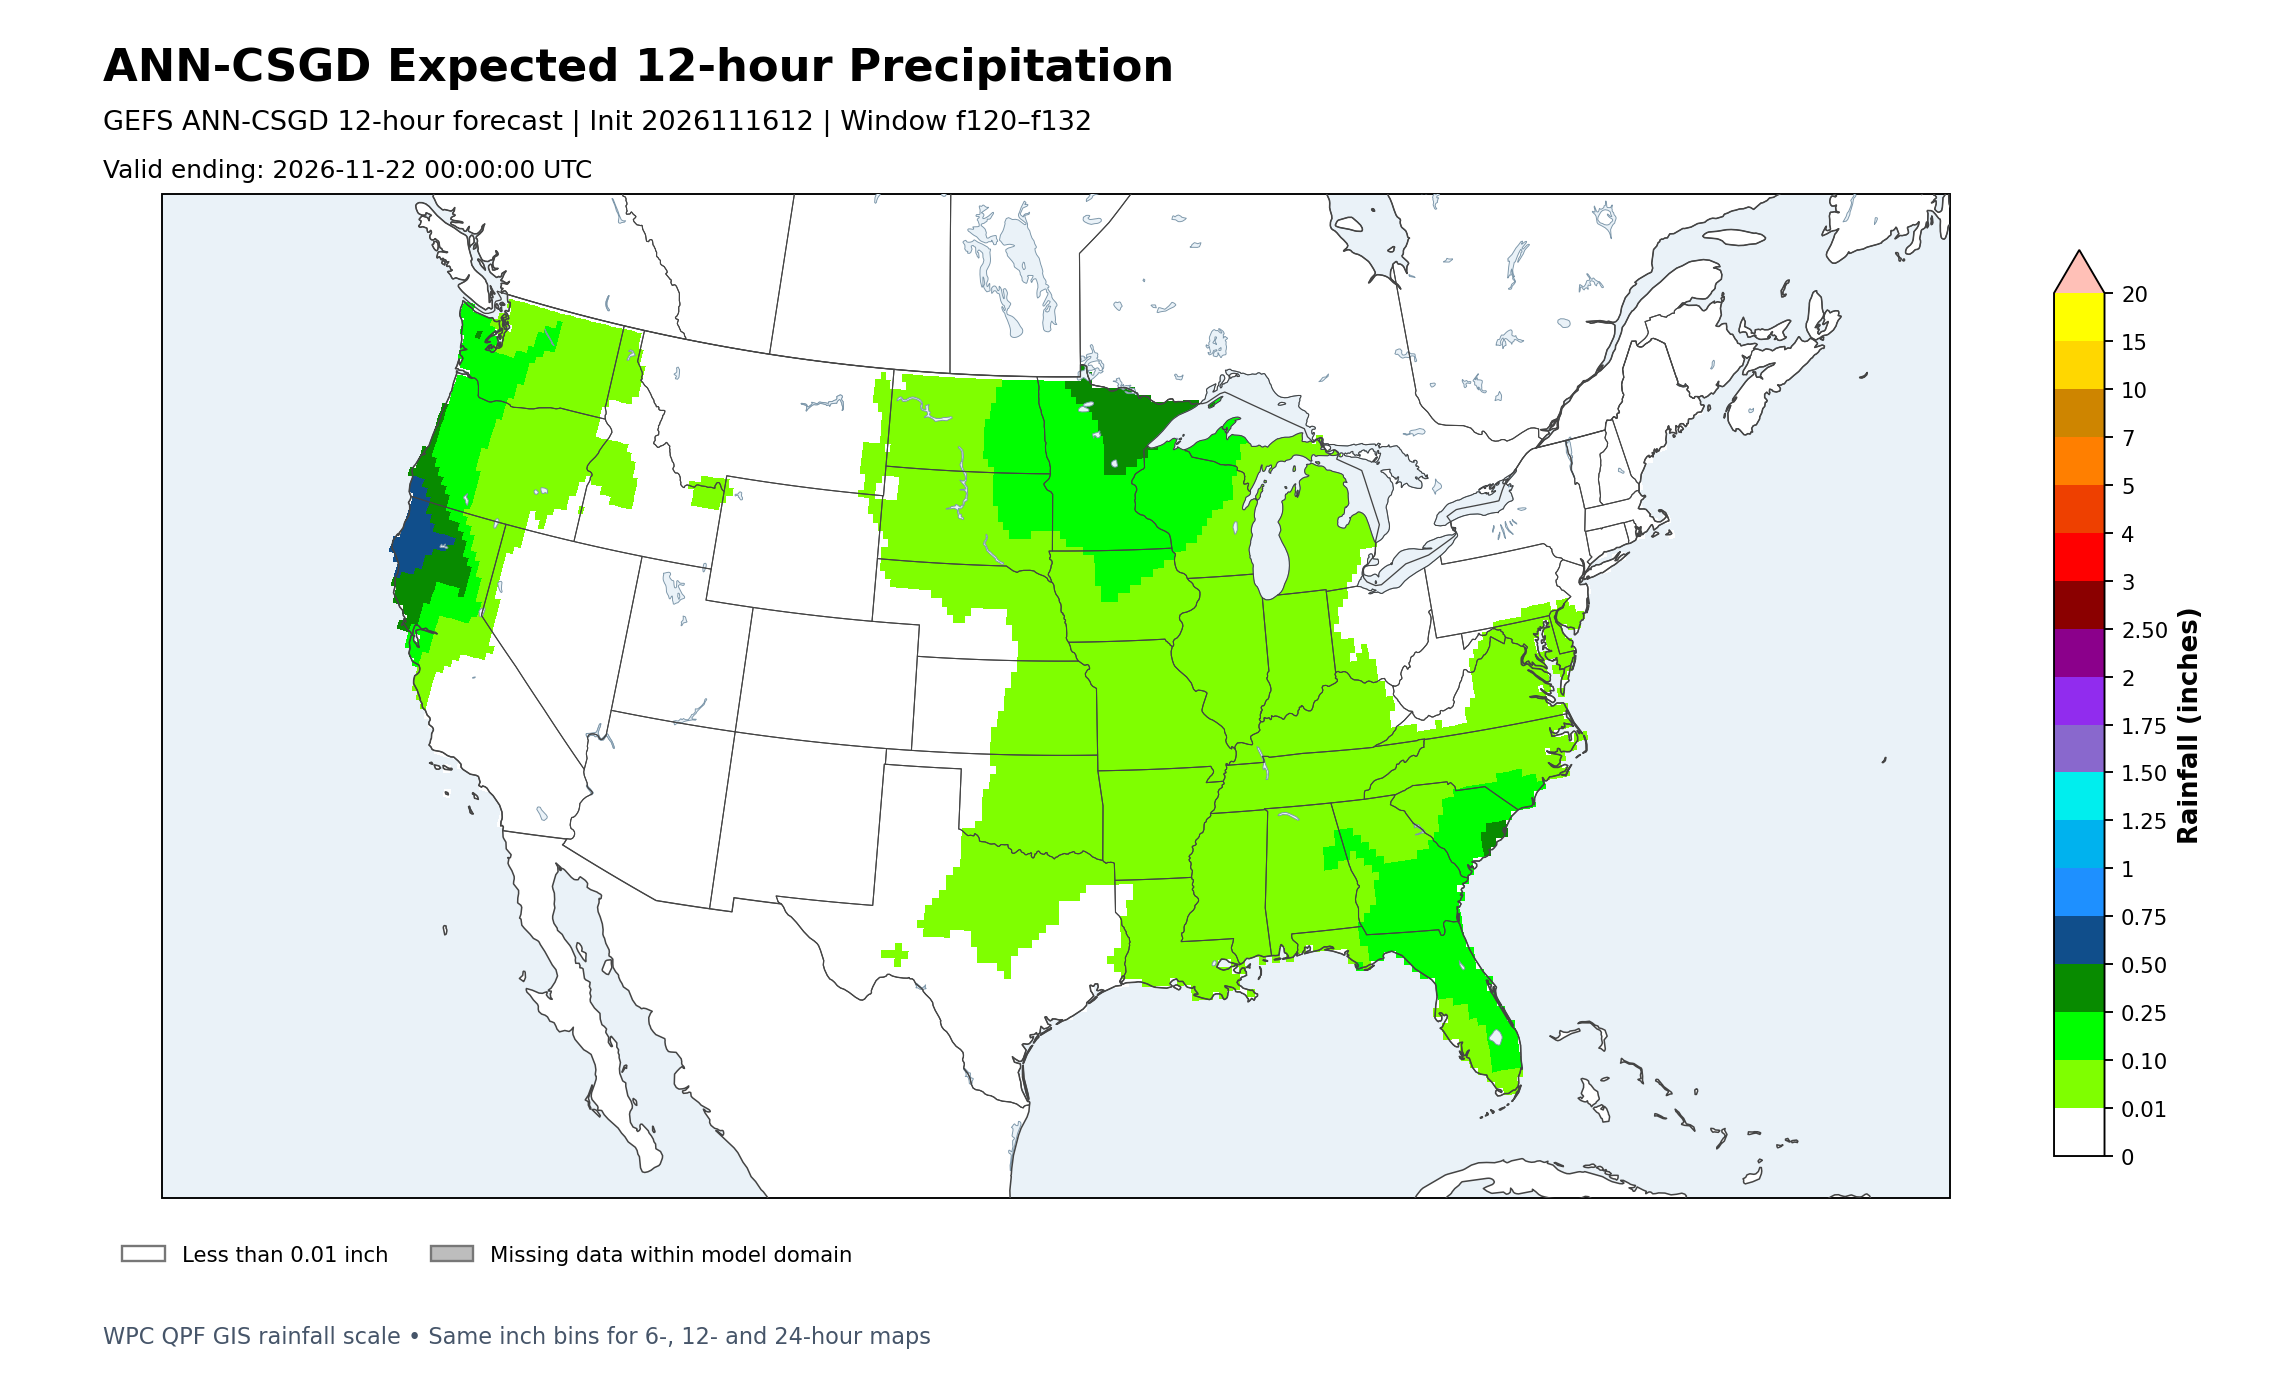 ANN-CSGD Expected 12-hour Precipitation
GEFS ANN-CSGD 12-hour forecast | Init 2026111612 | Window f120–f132
Valid ending: 2026-11-22 00:00:00 UTC
20
15
10
7
5
4
3
2.50
2
1.75
1.50
1.25
1
0.75
0.50
0.25
0.10
0.01
0
Rainfall (inches)
Less than 0.01 inch
Missing data within model domain
WPC QPF GIS rainfall scale • Same inch bins for 6-, 12- and 24-hour maps